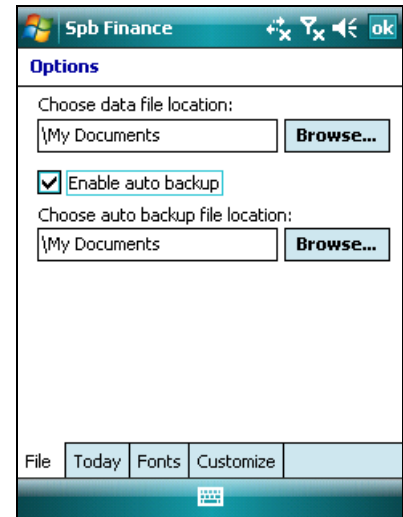 Spb Finance ok
Options
Choose data file location:
\My Documents Browse...
Enable auto backup
Choose auto backup file location:
\My Documents Browse...
File Today Fonts Customize